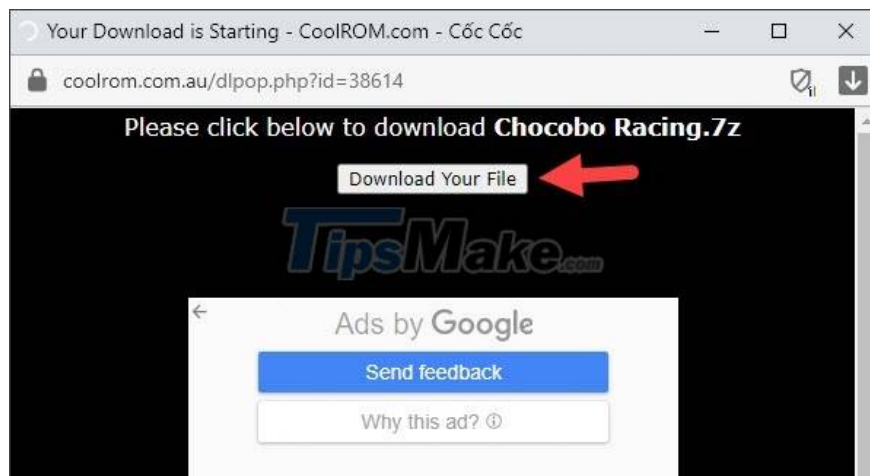 Your Download is Starting - CoolROM.com - Cốc Cốc
coolrom.com.au/dlpop.php?id=38614
Please click below to download Chocobo Racing.7z
Download Your File
TipsMake.com
Ads by Google
Send feedback
Why this ad?